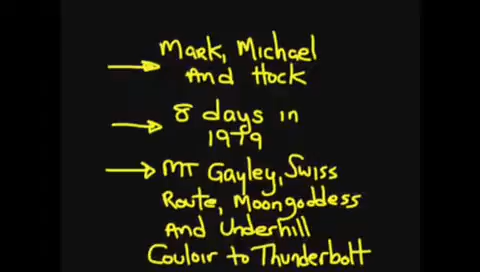 Mark, Michael
And Hock
8 days in
1979
MT Gayley, Swiss
Route, Moongoddess
And Underhill
Couloir to Thunderbolt